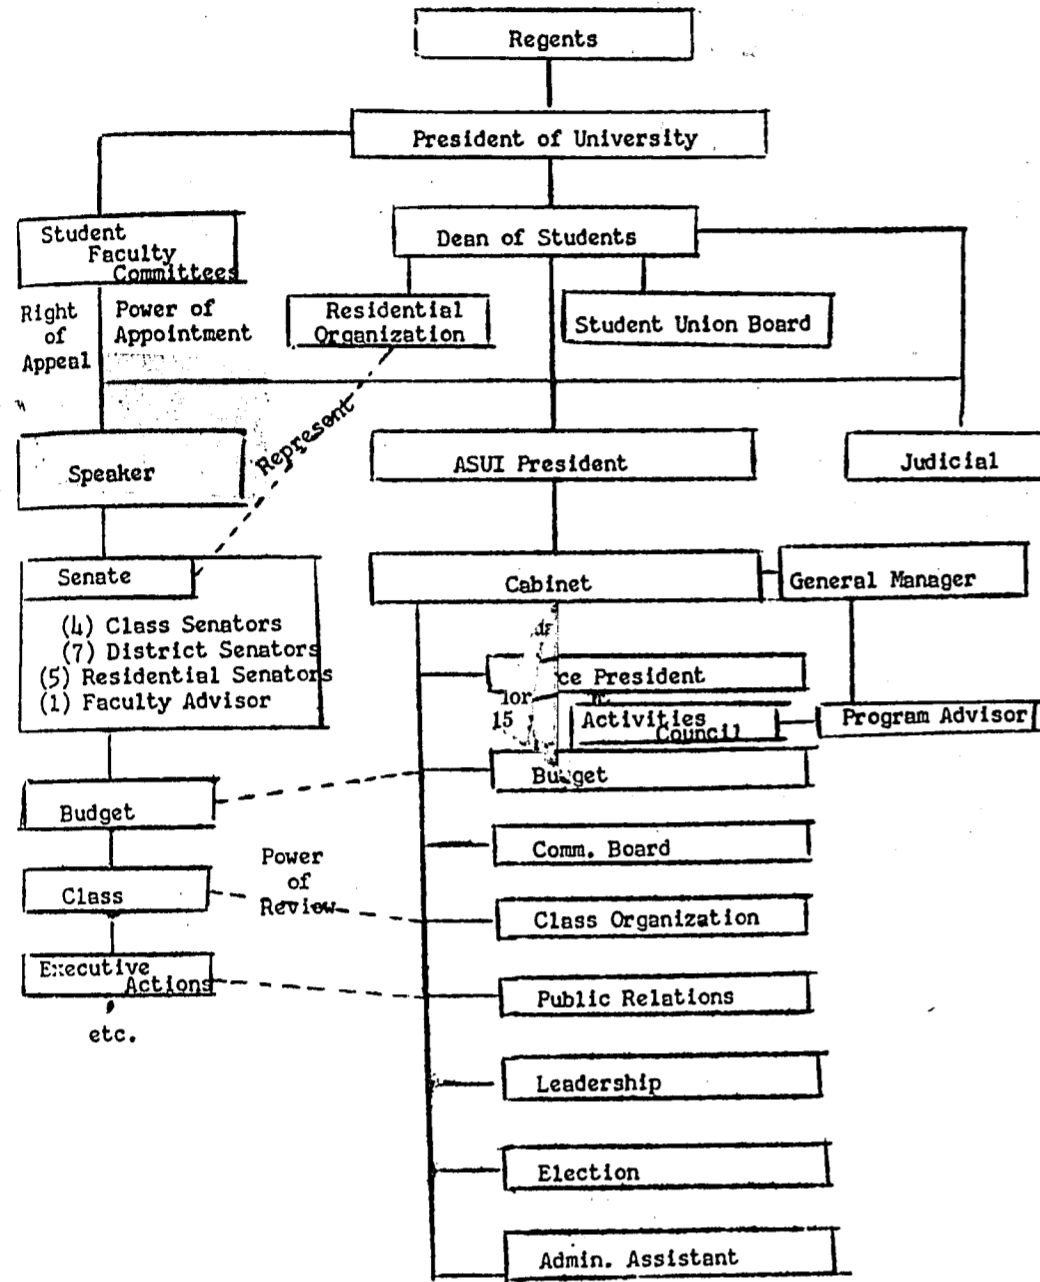 Regents
President of University
Student
Faculty
Committees
Dean of Students
Right
of
Appeal
Power of
Appointment
Residential
Organization
Student Union Board
Represent
Speaker
ASUI President
Judicial
Senate
(4) Class Senators
(7) District Senators
(5) Residential Senators
(1) Faculty Advisor
Cabinet
General Manager
ce President
15
Activities
Council
Program Advisor
Budget
Budget
Comm. Board
Power
of
Review
Class
Class Organization
Executive
Actions
etc.
Public Relations
Leadership
Election
Admin. Assistant